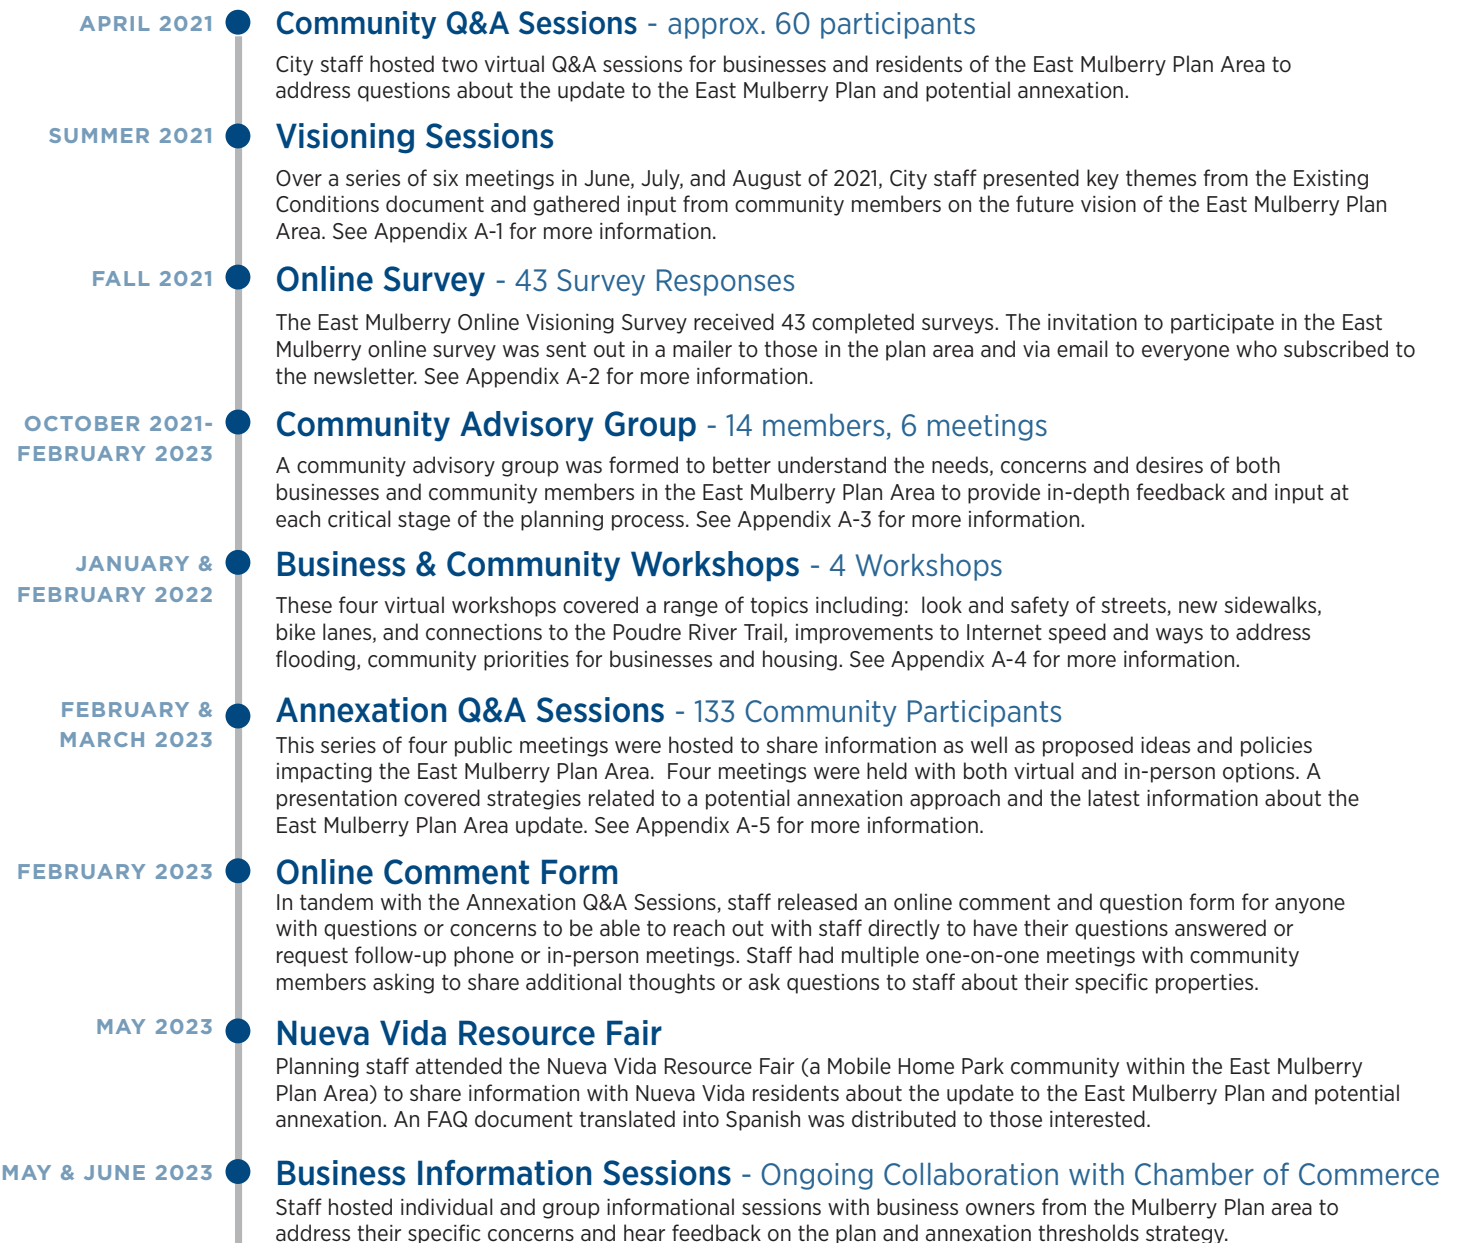 APRIL 2021
Community Q&A Sessions - approx. 60 participants
City staff hosted two virtual Q&A sessions for businesses and residents of the East Mulberry Plan Area to
address questions about the update to the East Mulberry Plan and potential annexation.
SUMMER 2021
Visioning Sessions
Over a series of six meetings in June, July, and August of 2021, City staff presented key themes from the Existing
Conditions document and gathered input from community members on the future vision of the East Mulberry Plan
Area. See Appendix A-1 for more information.
FALL 2021
Online Survey - 43 Survey Responses
The East Mulberry Online Visioning Survey received 43 completed surveys. The invitation to participate in the East
Mulberry online survey was sent out in a mailer to those in the plan area and via email to everyone who subscribed to
the newsletter. See Appendix A-2 for more information.
OCTOBER 2021-
FEBRUARY 2023
Community Advisory Group - 14 members, 6 meetings
A community advisory group was formed to better understand the needs, concerns and desires of both
businesses and community members in the East Mulberry Plan Area to provide in-depth feedback and input at
each critical stage of the planning process. See Appendix A-3 for more information.
JANUARY &
FEBRUARY 2022
Business & Community Workshops - 4 Workshops
These four virtual workshops covered a range of topics including:  look and safety of streets, new sidewalks,
bike lanes, and connections to the Poudre River Trail, improvements to Internet speed and ways to address
flooding, community priorities for businesses and housing. See Appendix A-4 for more information.
FEBRUARY &
MARCH 2023
Annexation Q&A Sessions - 133 Community Participants
This series of four public meetings were hosted to share information as well as proposed ideas and policies
impacting the East Mulberry Plan Area.  Four meetings were held with both virtual and in-person options. A
presentation covered strategies related to a potential annexation approach and the latest information about the
East Mulberry Plan Area update. See Appendix A-5 for more information.
FEBRUARY 2023
Online Comment Form
In tandem with the Annexation Q&A Sessions, staff released an online comment and question form for anyone
with questions or concerns to be able to reach out with staff directly to have their questions answered or
request follow-up phone or in-person meetings. Staff had multiple one-on-one meetings with community
members asking to share additional thoughts or ask questions to staff about their specific properties.
MAY 2023
Nueva Vida Resource Fair
Planning staff attended the Nueva Vida Resource Fair (a Mobile Home Park community within the East Mulberry
Plan Area) to share information with Nueva Vida residents about the update to the East Mulberry Plan and potential
annexation. An FAQ document translated into Spanish was distributed to those interested.
MAY & JUNE 2023
Business Information Sessions - Ongoing Collaboration with Chamber of Commerce
Staff hosted individual and group informational sessions with business owners from the Mulberry Plan area to
address their specific concerns and hear feedback on the plan and annexation thresholds strategy.